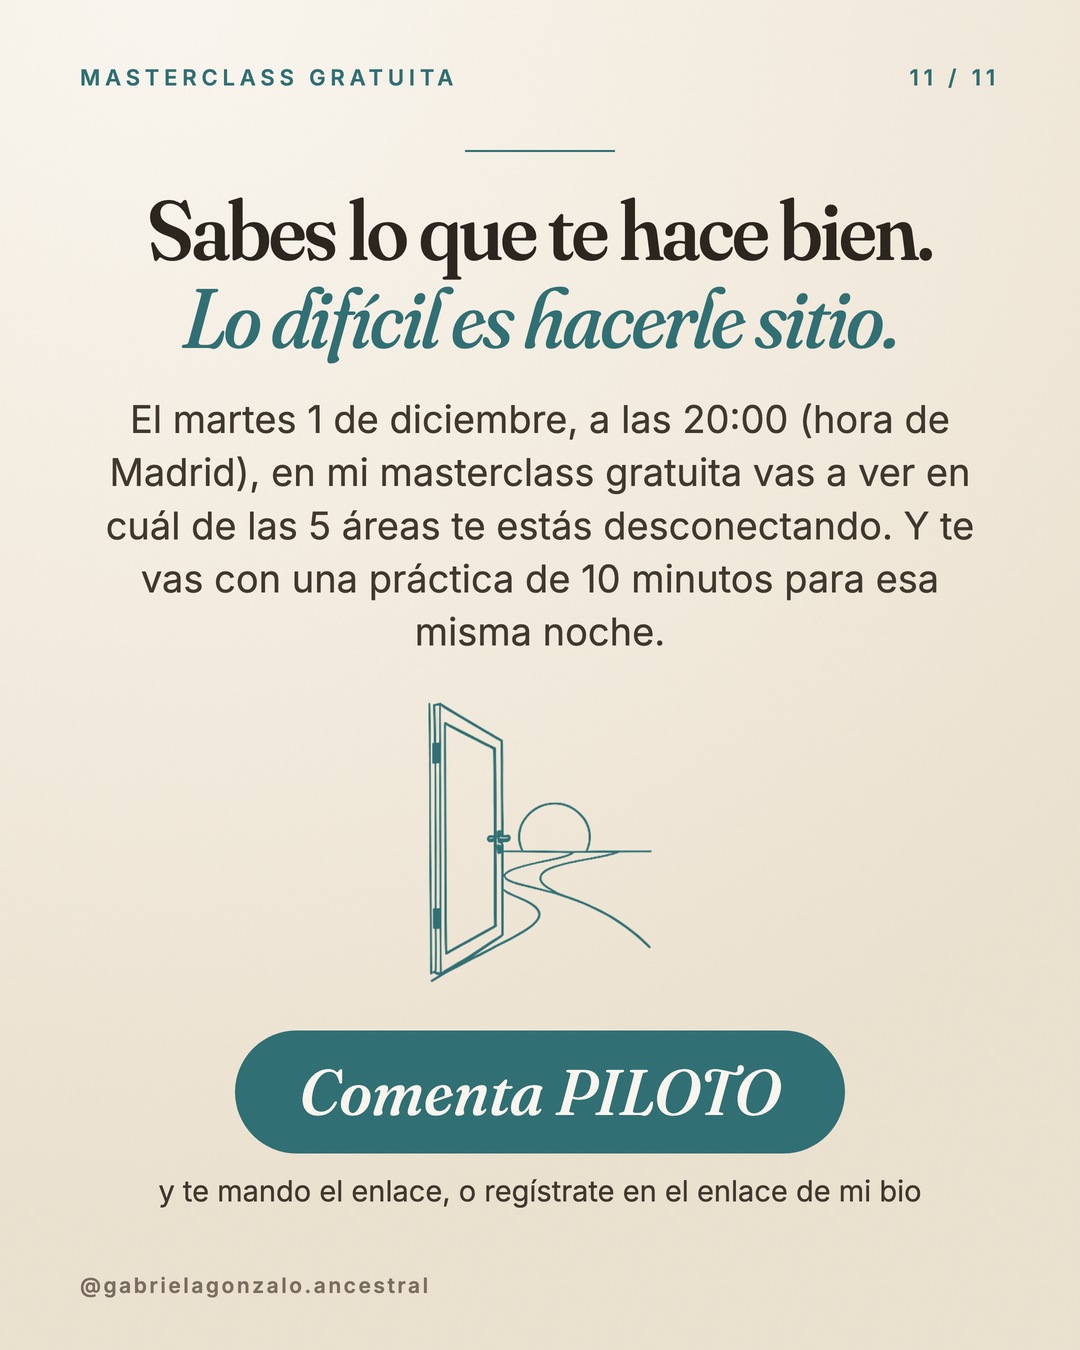 MASTERCLASS GRATUITA
11 / 11
Sabes lo que te hace bien.
Lo difícil es hacerle sitio.
El martes 1 de diciembre, a las 20:00 (hora de
Madrid), en mi masterclass gratuita vas a ver en
cuál de las 5 áreas te estás desconectando. Y te
vas con una práctica de 10 minutos para esa
misma noche.
Comenta PILOTO
y te mando el enlace, o regístrate en el enlace de mi bio
@gabrielagonzalo.ancestral